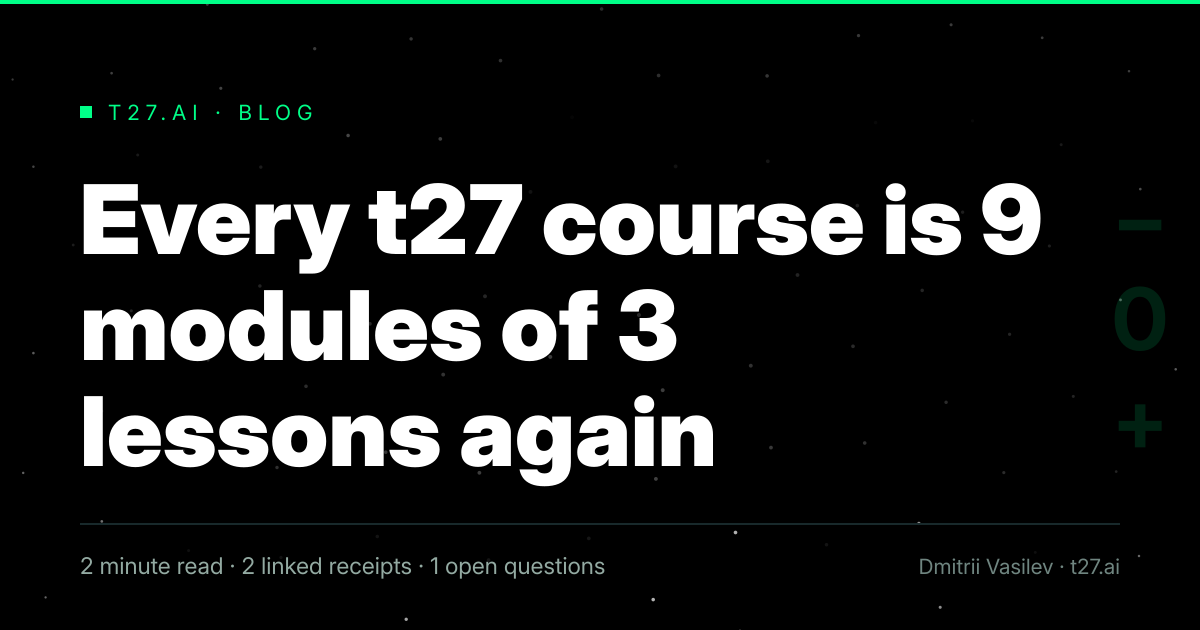 T27.AI · BLOG
Every t27 course is 9
modules of 3
lessons again
−
0
+
2 minute read · 2 linked receipts · 1 open questions
Dmitrii Vasilev · t27.ai